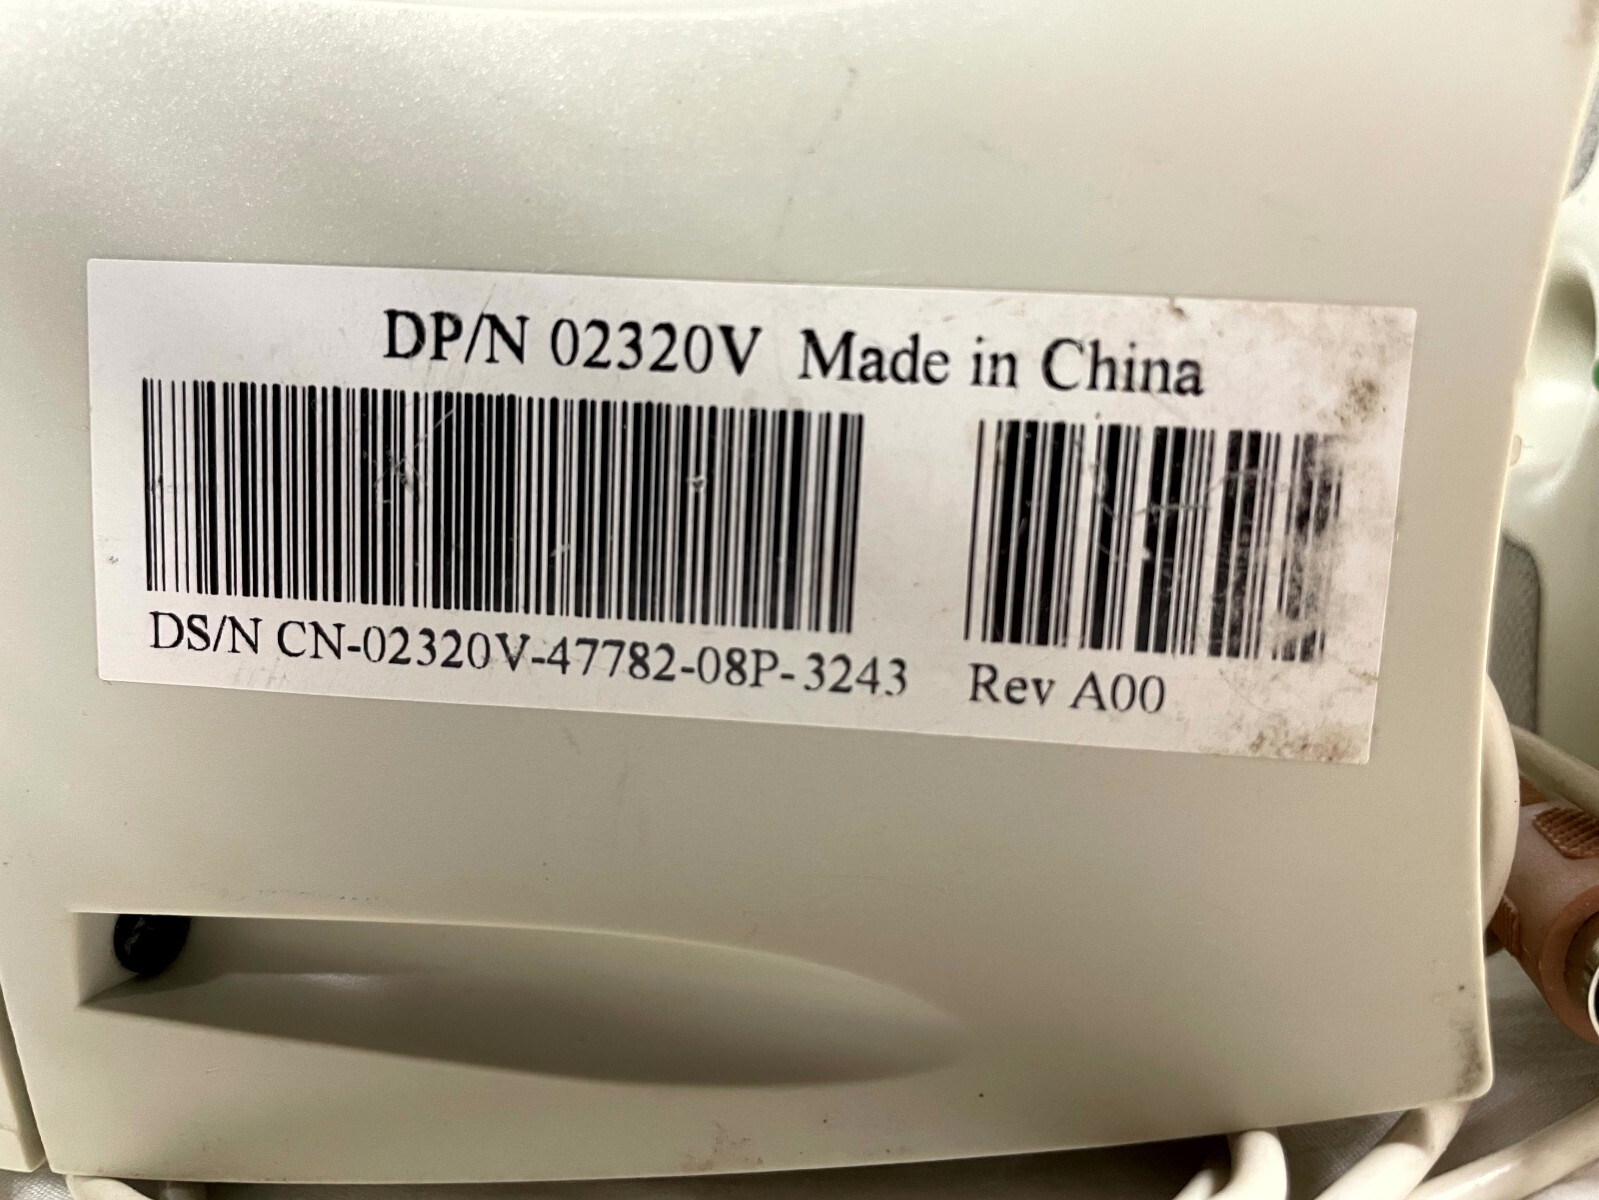 DP/N 02320V Made in China
DS/N CN-02320V-47782-08P-3243 Rev A00